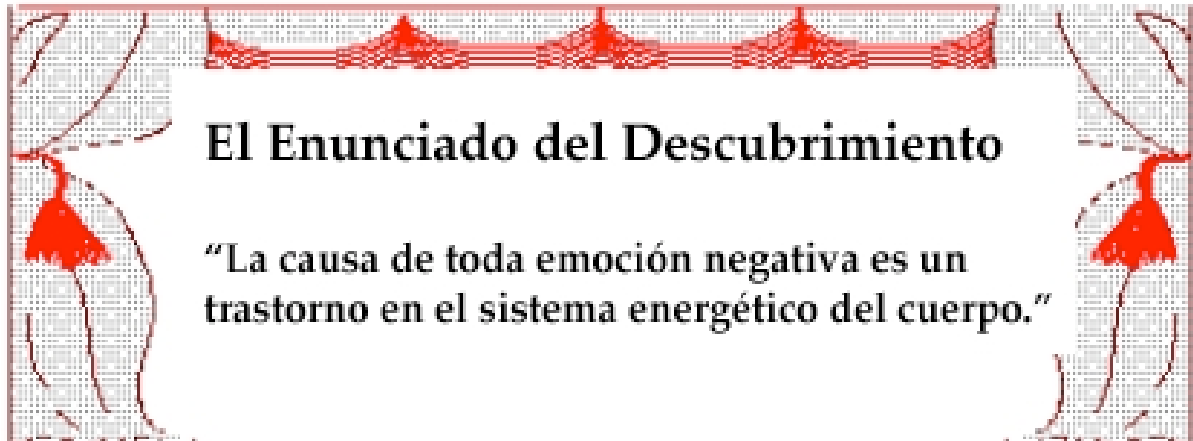 El Enunciado del Descubrimiento
“La causa de toda emoción negativa es un
trastorno en el sistema energético del cuerpo.”